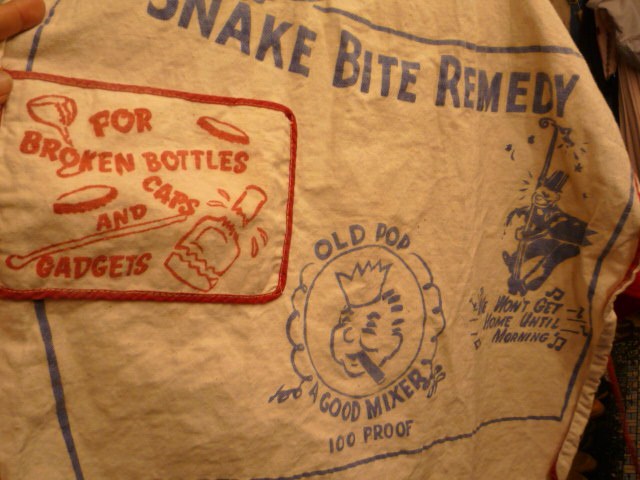 SNAKE BITE REMEDY
FOR
BROKEN BOTTLES
CAPS
AND
GADGETS
OLD POP
A GOOD MIXER
100 PROOF
WE WON'T GET
HOME UNTIL
MORNING